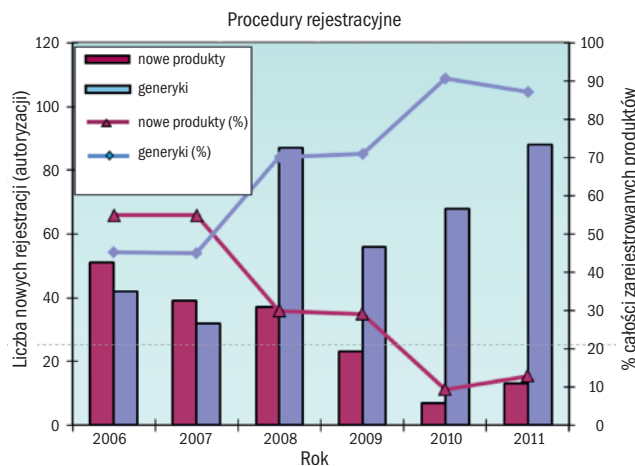 Procedury rejestracyjne
nowe produkty
generyki
nowe produkty (%)
generyki (%)
Liczba nowych rejestracji (autoryzacji)
120
100
80
60
40
20
0
% całości zarejestrowanych produktów
100
90
80
70
60
50
40
30
20
10
0
2006 2007 2008 2009 2010 2011
Rok